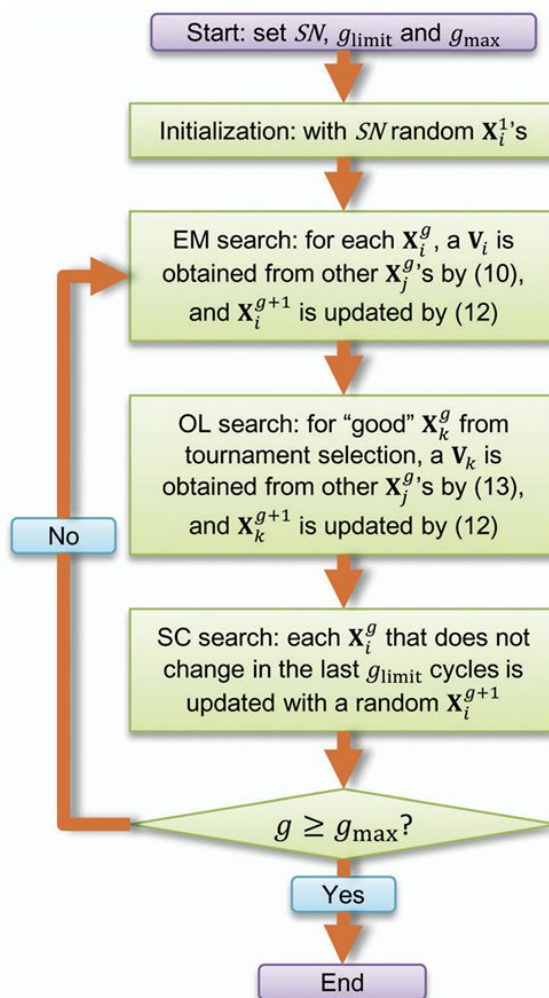 Start: set SN, g_limit and g_max
Initialization: with SN random X_i^1's
EM search: for each X_i^g, a V_i is
obtained from other X_j^g's by (10),
and X_i^{g+1} is updated by (12)
OL search: for “good” X_k^g from
tournament selection, a V_k is
obtained from other X_j^g's by (13),
and X_k^{g+1} is updated by (12)
No
SC search: each X_i^g that does not
change in the last g_limit cycles is
updated with a random X_i^{g+1}
g ≥ g_max?
Yes
End